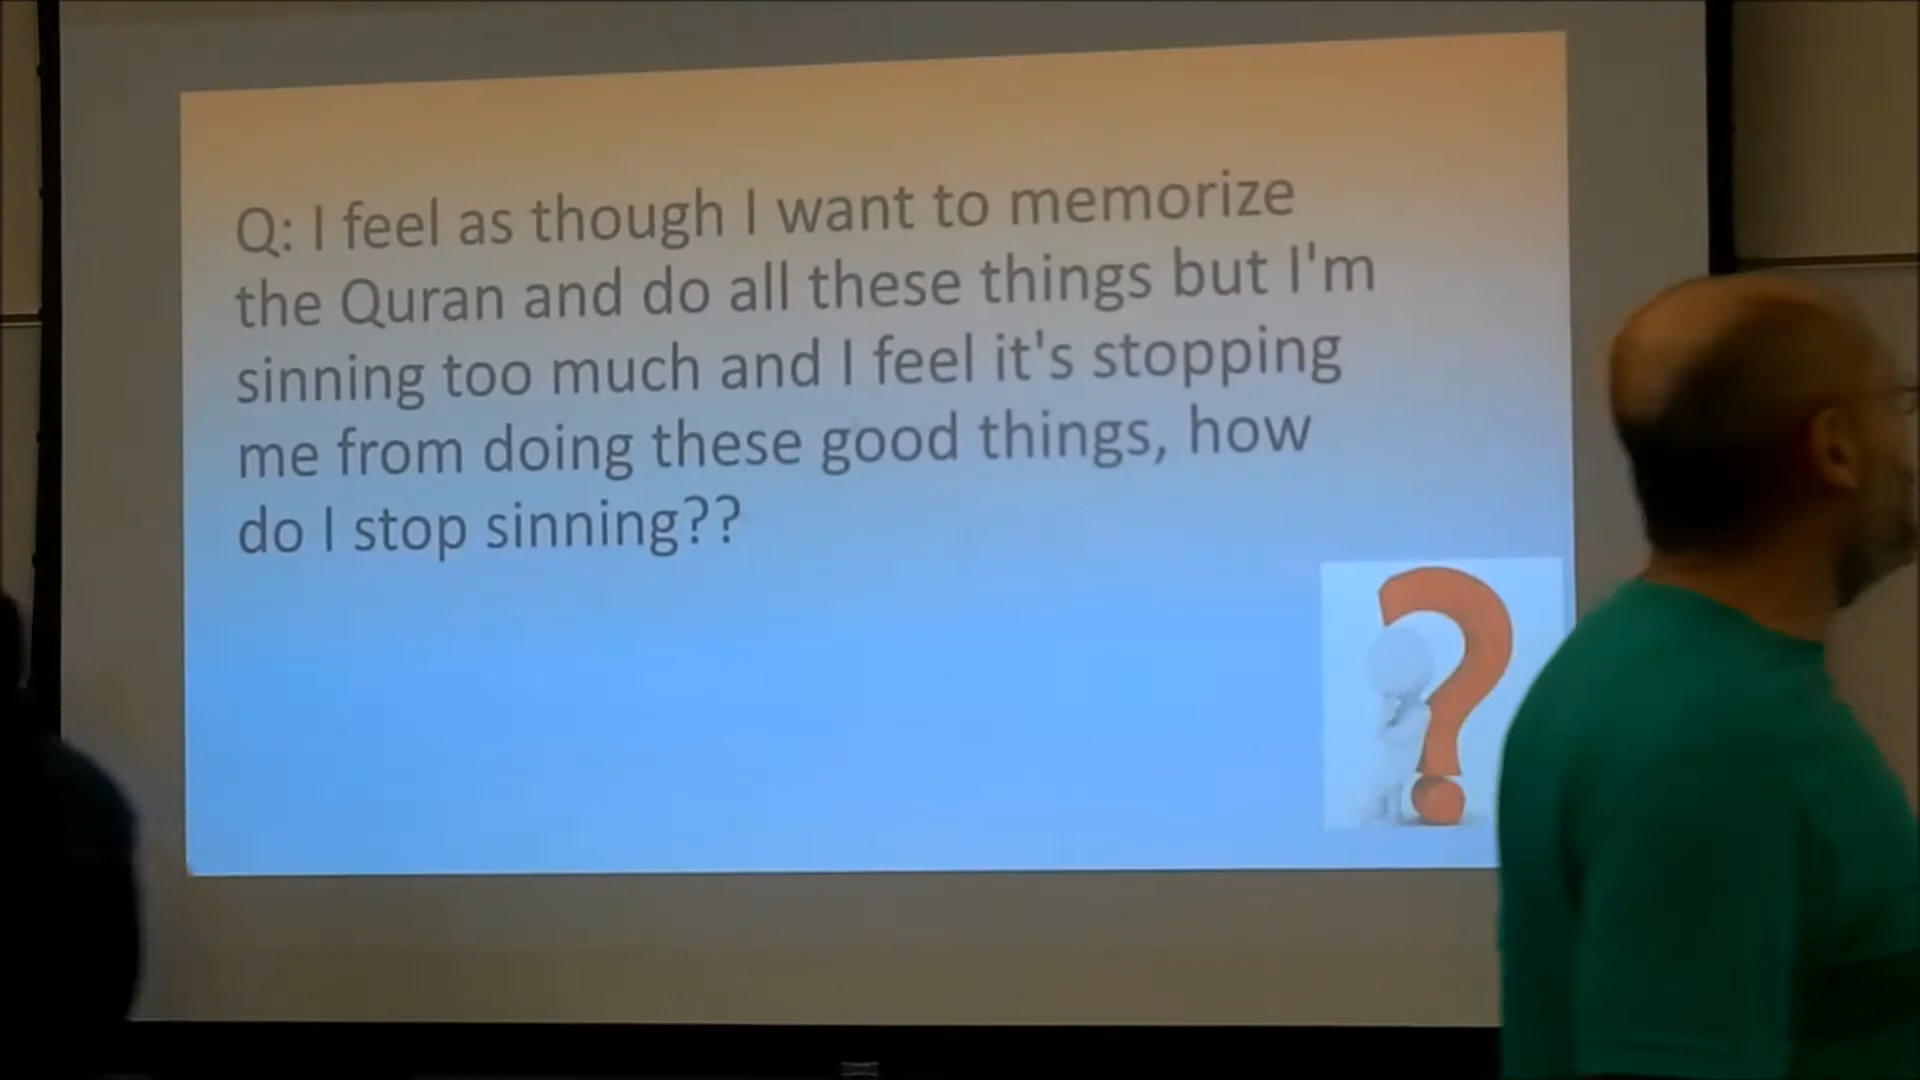 Q: I feel as though I want to memorize
the Quran and do all these things but I'm
sinning too much and I feel it's stopping
me from doing these good things, how
do I stop sinning??